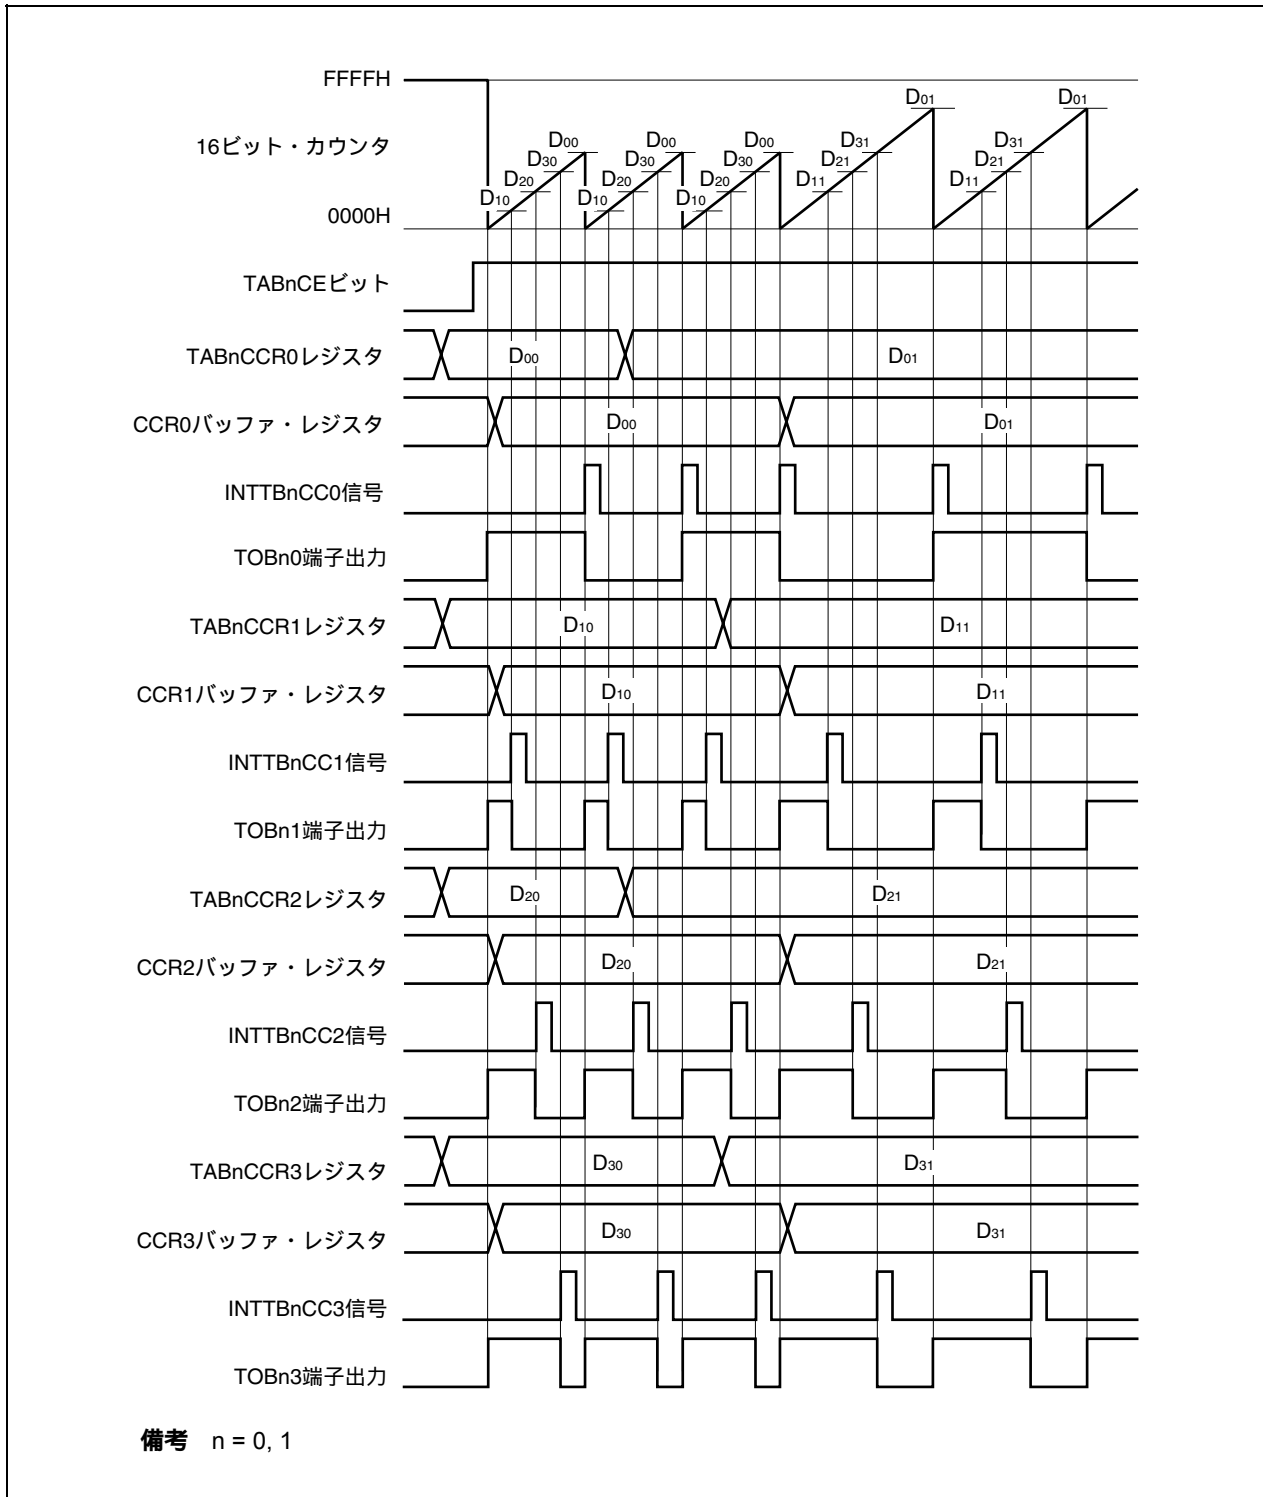 FFFFH
D01 D01
D00 D00 D00 D31 D31
16ビット・カウンタ
D30 D30 D30 D21 D21
D20 D20 D20 D11 D11
D10 D10 D10
0000H
TABnCEビット
TABnCCR0レジスタ D00 D01
CCR0バッファ・レジスタ D00 D01
INTTBnCC0信号
TOBn0端子出力
TABnCCR1レジスタ D10 D11
CCR1バッファ・レジスタ D10 D11
INTTBnCC1信号
TOBn1端子出力
TABnCCR2レジスタ D20 D21
CCR2バッファ・レジスタ D20 D21
INTTBnCC2信号
TOBn2端子出力
TABnCCR3レジスタ D30 D31
CCR3バッファ・レジスタ D30 D31
INTTBnCC3信号
TOBn3端子出力
備考 n = 0, 1